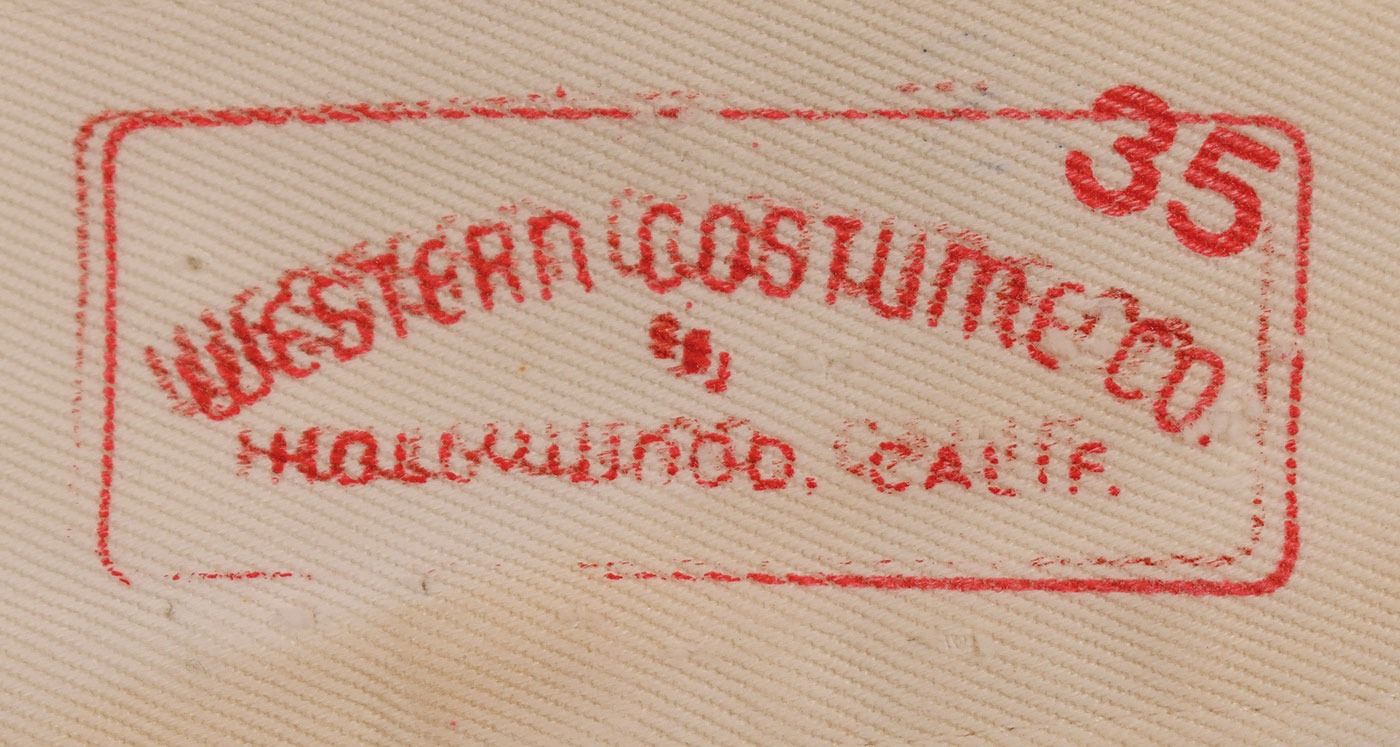 35
WESTERN COSTUME CO.
HOLLYWOOD, CALIF.